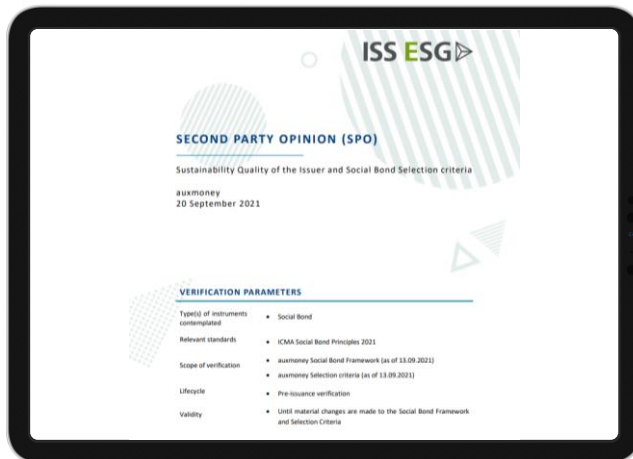 ISS ESG
SECOND PARTY OPINION (SPO)
Sustainability Quality of the Issuer and Social Bond Selection criteria
auxmoney
20 September 2021
VERIFICATION PARAMETERS
Type(s) of instruments
contemplated
• Social Bond
Relevant standards
• ICMA Social Bond Principles 2021
Scope of verification
• auxmoney Social Bond Framework (as of 13.09.2021)
• auxmoney Selection criteria (as of 13.09.2021)
Lifecycle
• Pre-issuance verification
Validity
• Until material changes are made to the Social Bond Framework
and Selection Criteria